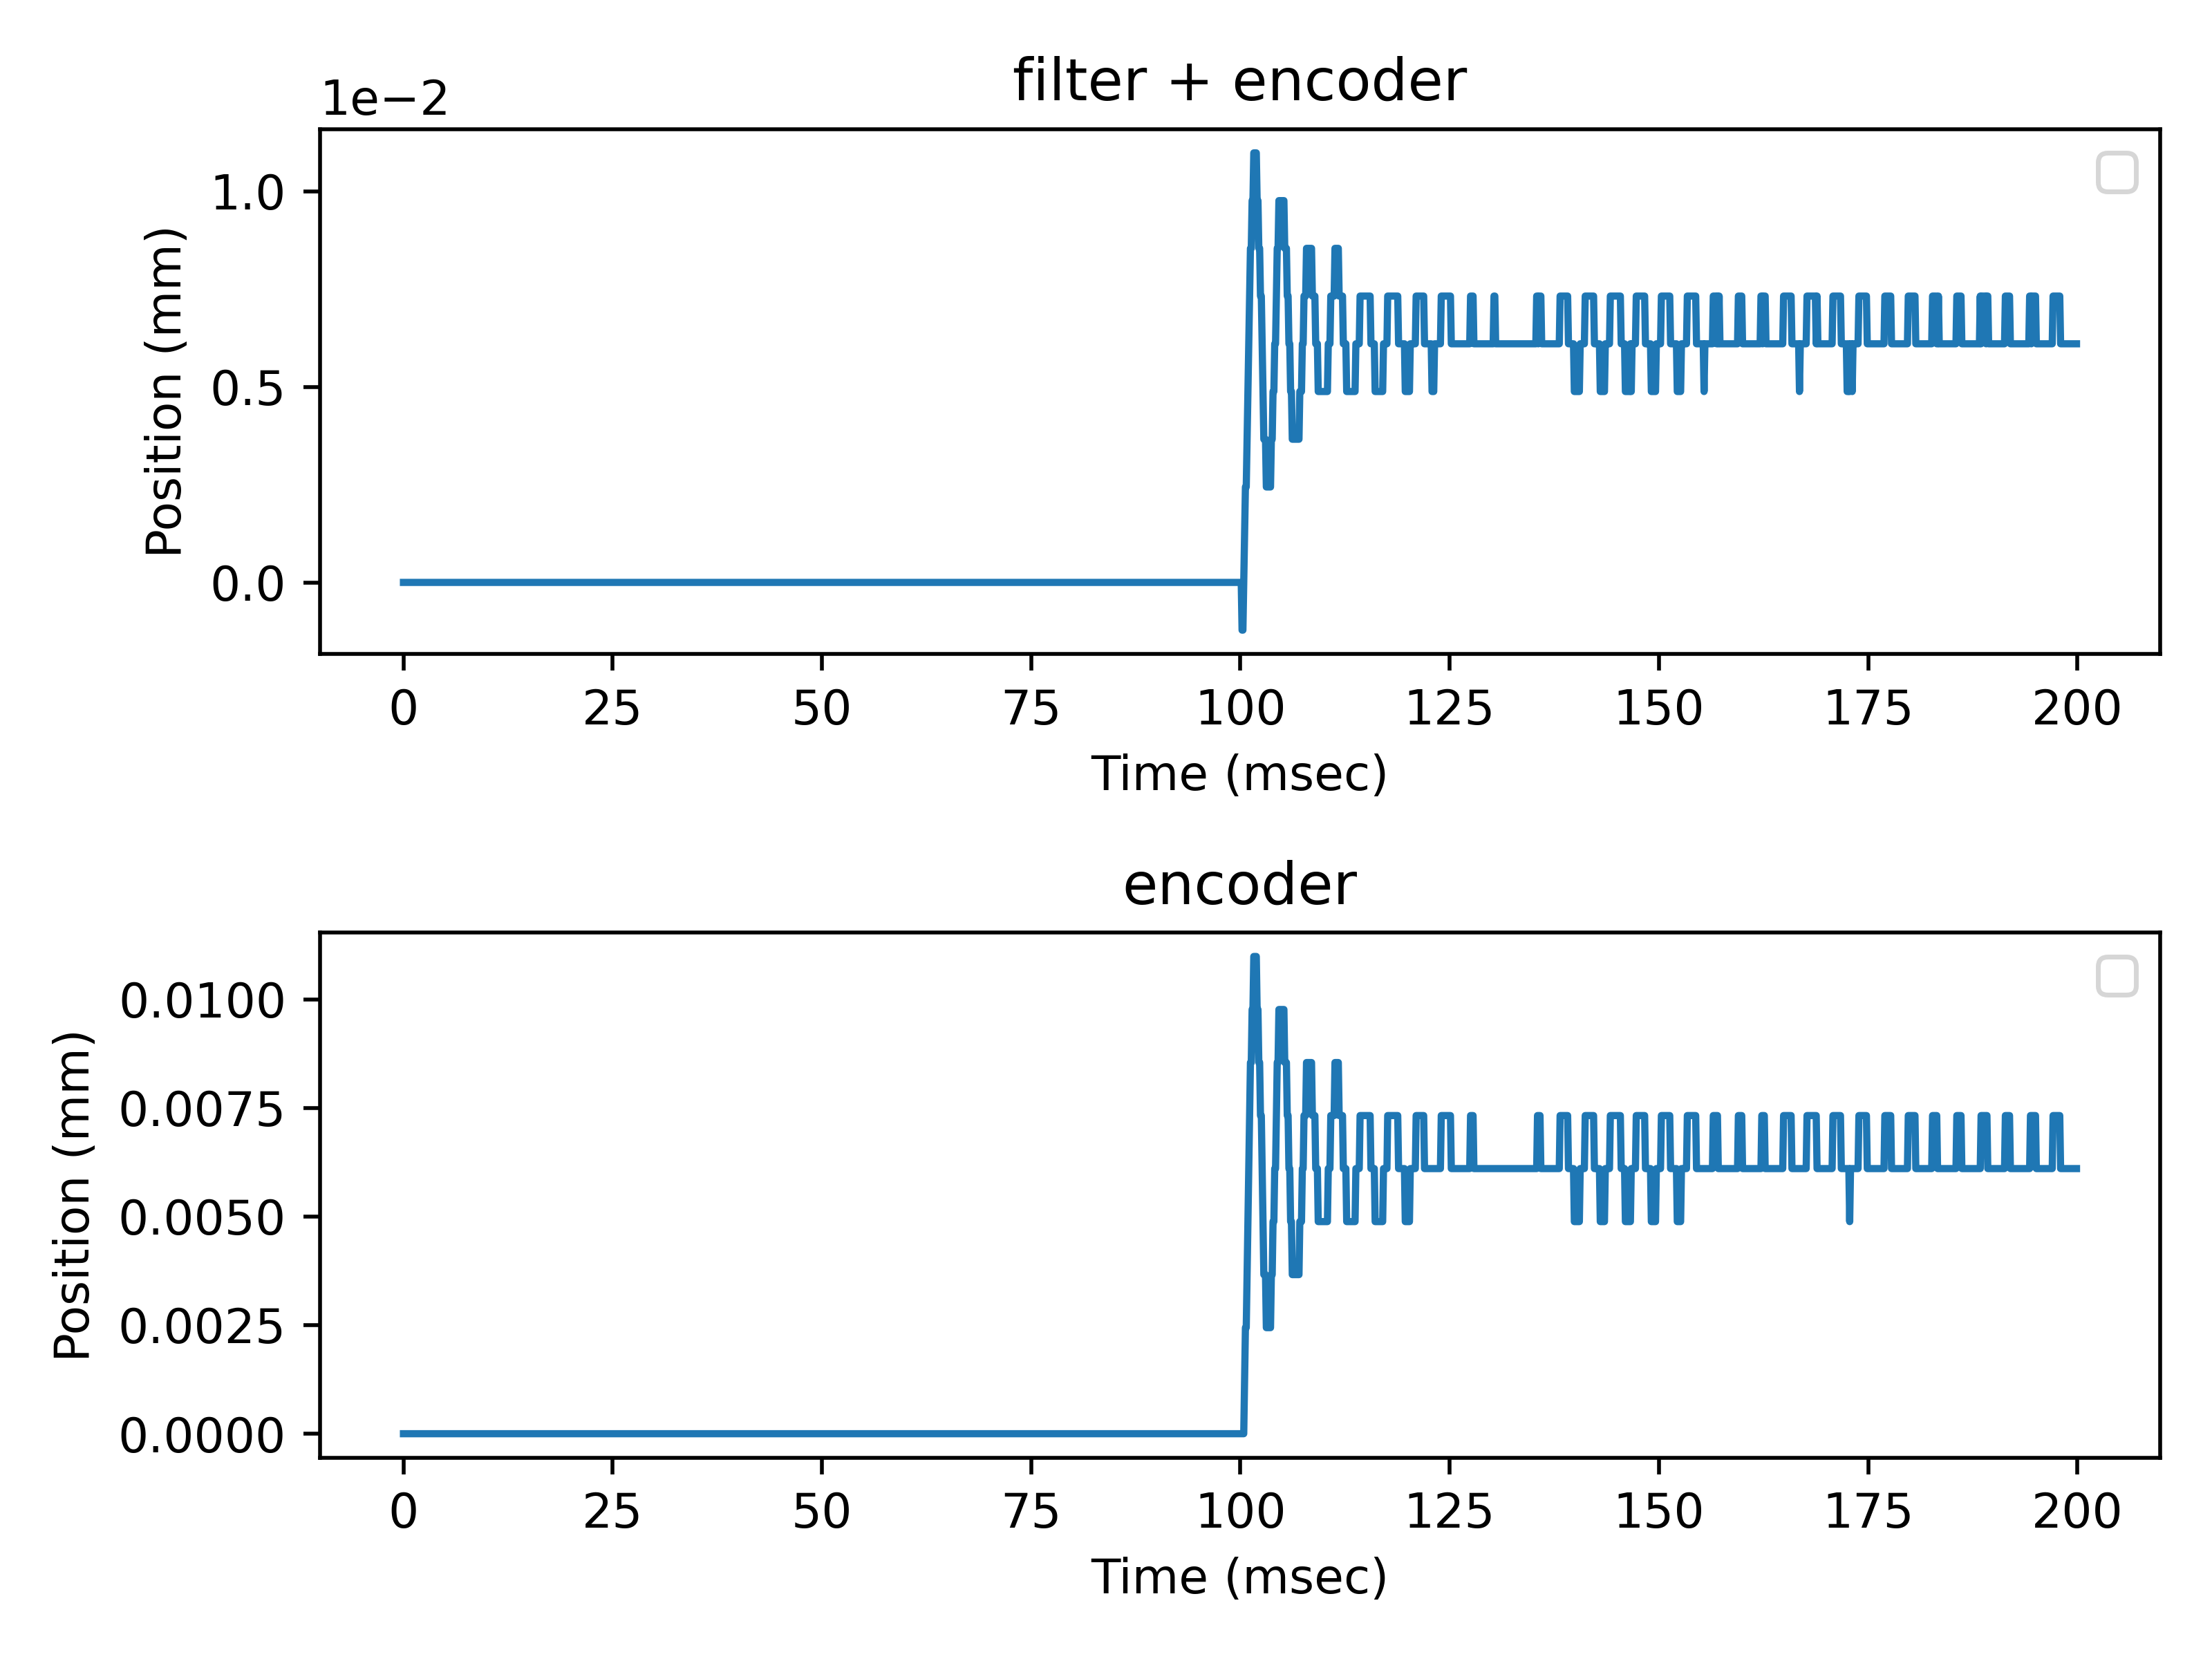 filter + encoder
1e−2
1.0
0.5
0.0
Position (mm)
0 25 50 75 100 125 150 175 200
Time (msec)
encoder
0.0100
0.0075
0.0050
0.0025
0.0000
Position (mm)
0 25 50 75 100 125 150 175 200
Time (msec)